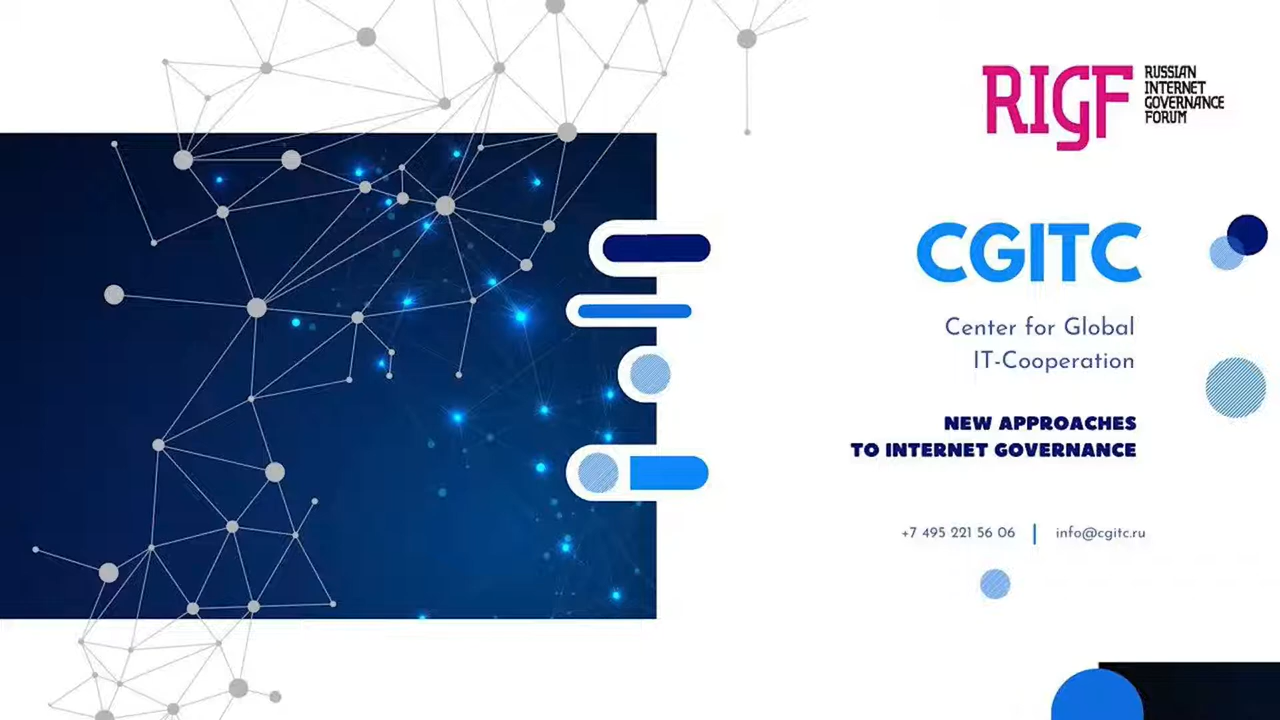 RIGF
RUSSIAN
INTERNET
GOVERNANCE
FORUM
CGITC
Center for Global
IT-Cooperation
NEW APPROACHES
TO INTERNET GOVERNANCE
+7 495 221 56 06 | info@cgitc.ru